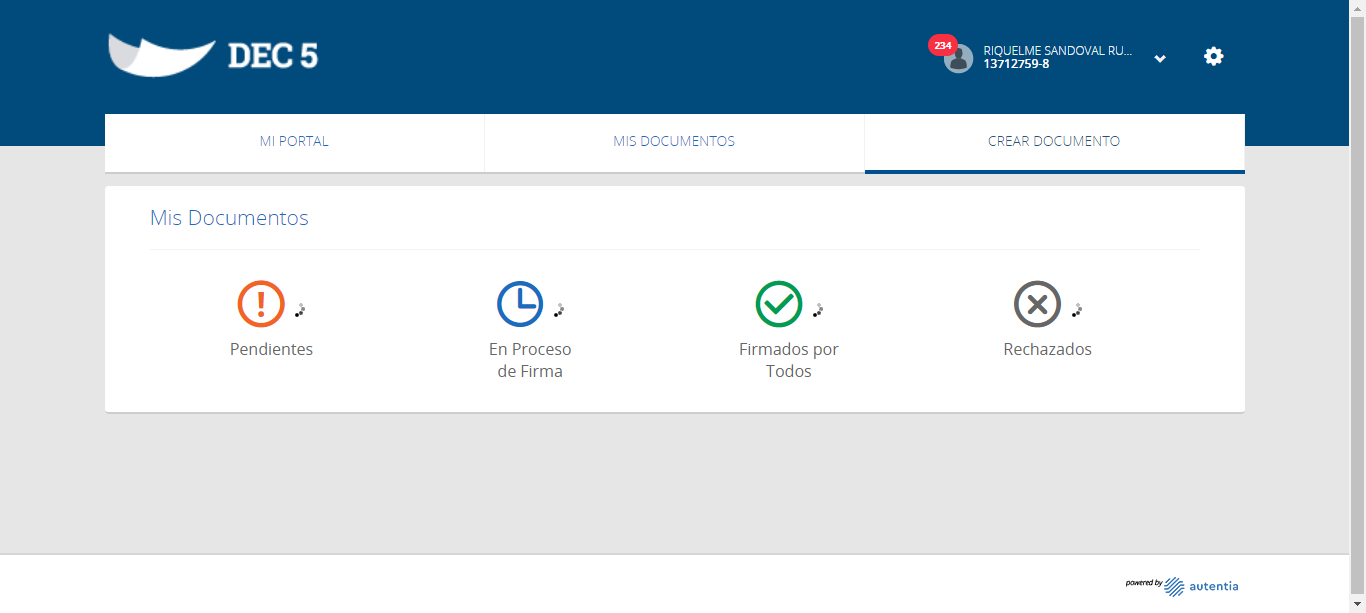 DEC 5
234
RIQUELME SANDOVAL RU...
13712759-8
MI PORTAL
MIS DOCUMENTOS
CREAR DOCUMENTO
Mis Documentos
Pendientes
En Proceso
de Firma
Firmados por
Todos
Rechazados
powered by
autentia